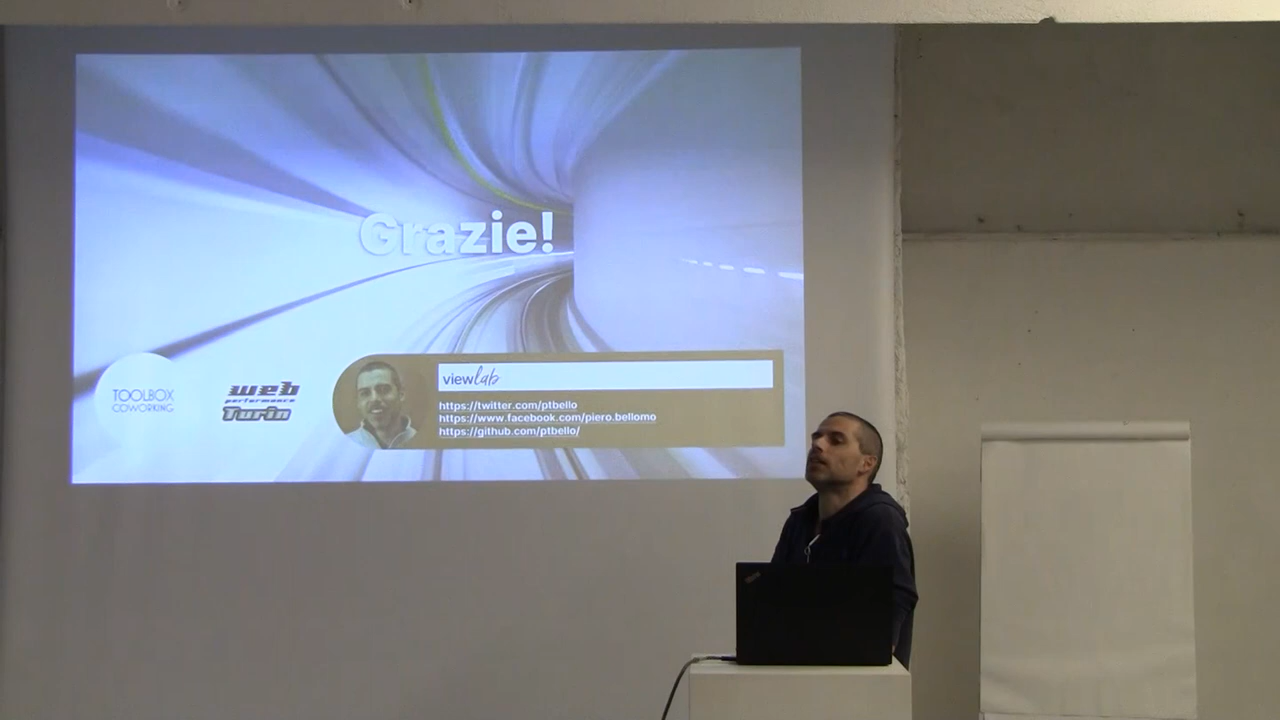 Grazie!
TOOLBOX
COWORKING
web
performance
Turin
viewlab
https://twitter.com/ptbello
https://www.facebook.com/piero.bellomo
https://github.com/ptbello/